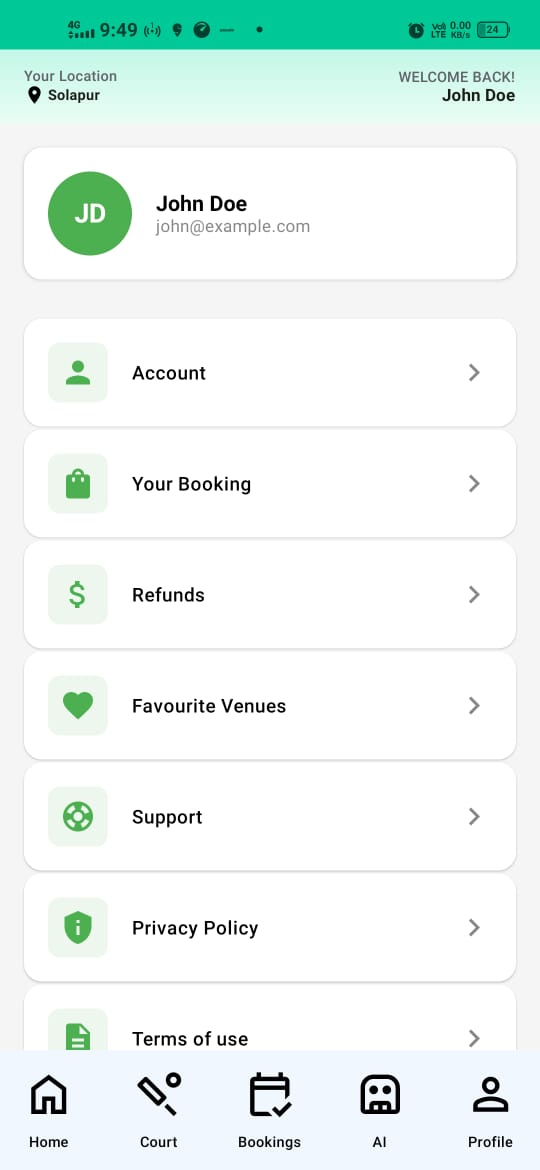 4G 9:49 Vo) LTE 0.00 KB/s 24
Your Location
WELCOME BACK!
Solapur
John Doe
JD
John Doe
john@example.com
Account
Your Booking
$ Refunds
Favourite Venues
Support
Privacy Policy
Terms of use
Home Court Bookings AI Profile